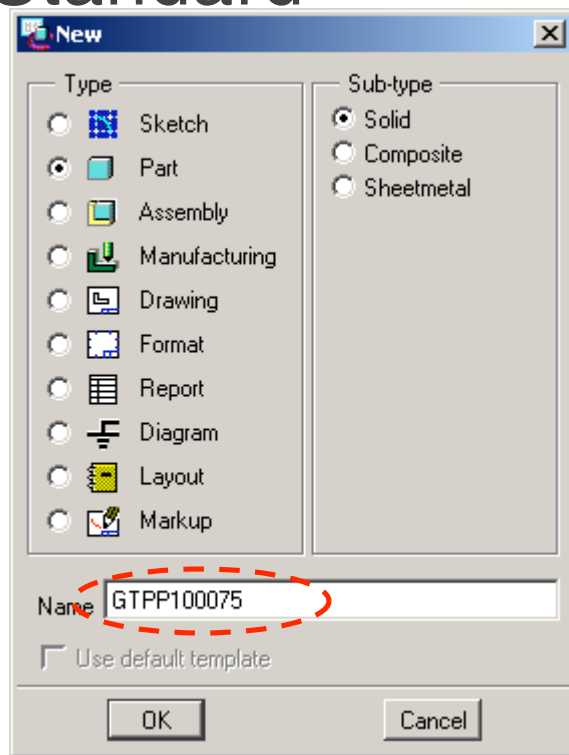 Standard
New
Type
Sketch
Part
Assembly
Manufacturing
Drawing
Format
Report
Diagram
Layout
Markup
Sub-type
Solid
Composite
Sheetmetal
Name GTPP100075
Use default template
OK Cancel